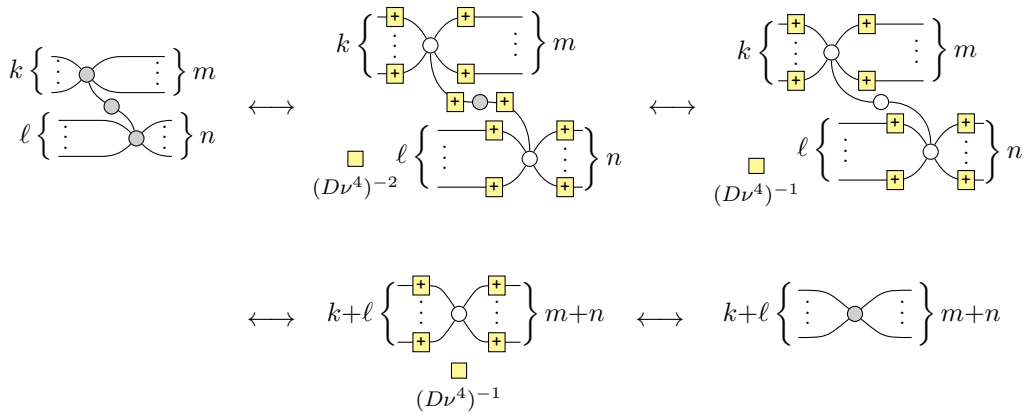 k { ⋮ ⋮ } m
ℓ { ⋮ ⋮ } n
⟷
k { + + ⋮ ⋮ + + } m
+ +
ℓ { ⋮ + + ⋮ + + } n
(Dν⁴)⁻²
⟷
k { + + ⋮ ⋮ + + } m
ℓ { ⋮ + + ⋮ + + } n
(Dν⁴)⁻¹
⟷
k+ℓ { + + ⋮ ⋮ + + } m+n
(Dν⁴)⁻¹
⟷
k+ℓ { ⋮ ⋮ } m+n